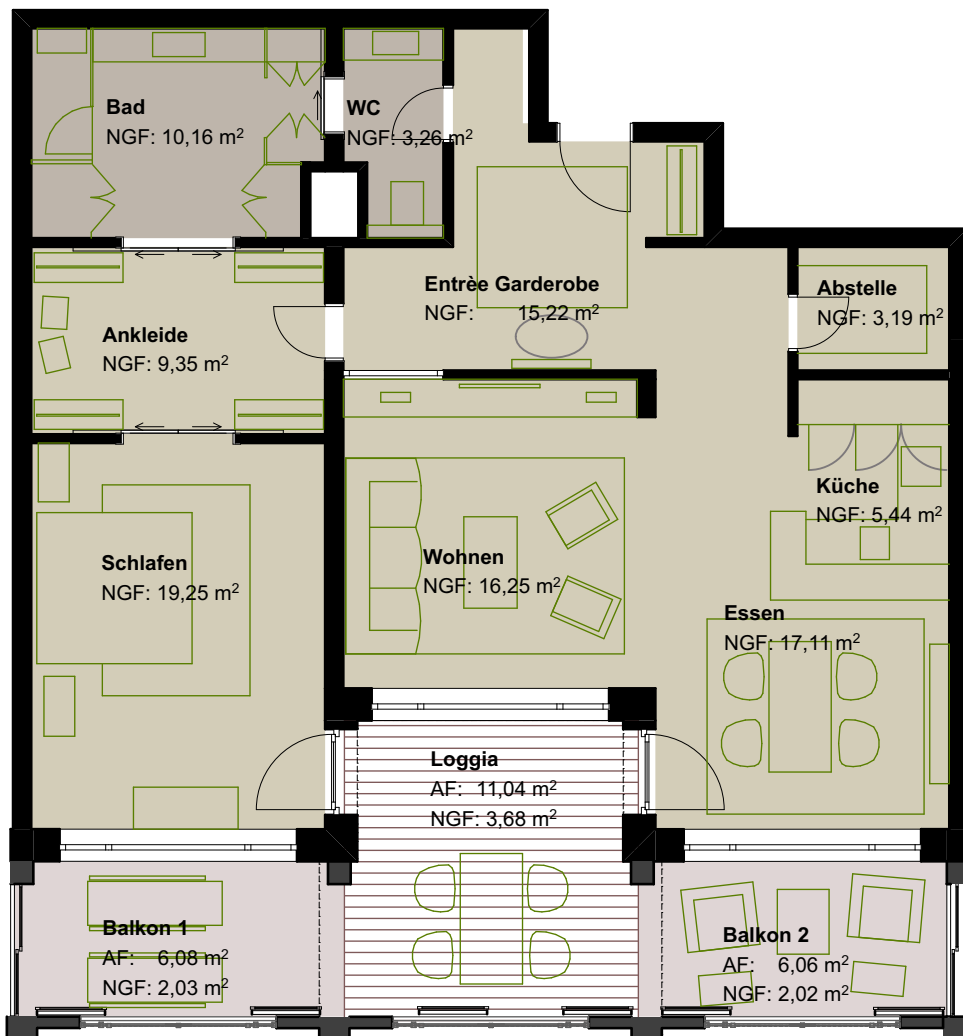 Bad
NGF: 10,16 m²
WC
NGF: 3,26 m²
Entrèe Garderobe
NGF: 15,22 m²
Abstelle
NGF: 3,19 m²
Ankleide
NGF: 9,35 m²
Küche
NGF: 5,44 m²
Schlafen
NGF: 19,25 m²
Wohnen
NGF: 16,25 m²
Essen
NGF: 17,11 m²
Loggia
AF: 11,04 m²
NGF: 3,68 m²
Balkon 1
AF: 6,08 m²
NGF: 2,03 m²
Balkon 2
AF: 6,06 m²
NGF: 2,02 m²